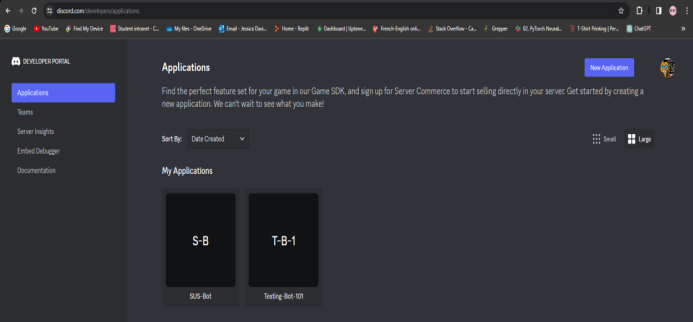 discord.com/developers/applications
Google YouTube Find My Device Student intranet - C... My files - OneDrive Email - Jessica Davi... Home - Replit Dashboard | Uptime... French-English onlin... Stack Overflow - Ca... Grepper 02. PyTorch Neural... T-Shirt Printing | Per... ChatGPT
DEVELOPER PORTAL
Applications
Teams
Server Insights
Embed Debugger
Documentation
Applications
New Application
Find the perfect feature set for your game in our Game SDK, and sign up for Server Commerce to start selling directly in your server. Get started by creating a
new application. We can't wait to see what you make!
Sort By: Date Created
Small Large
My Applications
S-B T-B-1
SUS-Bot Texting-Bot-101